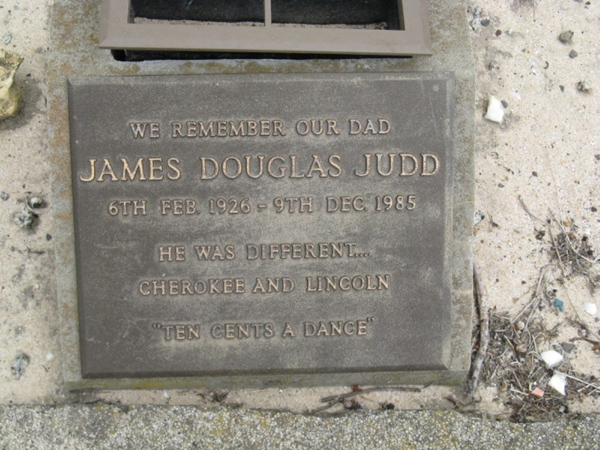 WE REMEMBER OUR DAD
JAMES DOUGLAS JUDD
6TH FEB. 1926 - 9TH DEC. 1985
HE WAS DIFFERENT....
CHEROKEE AND LINCOLN
"TEN CENTS A DANCE"